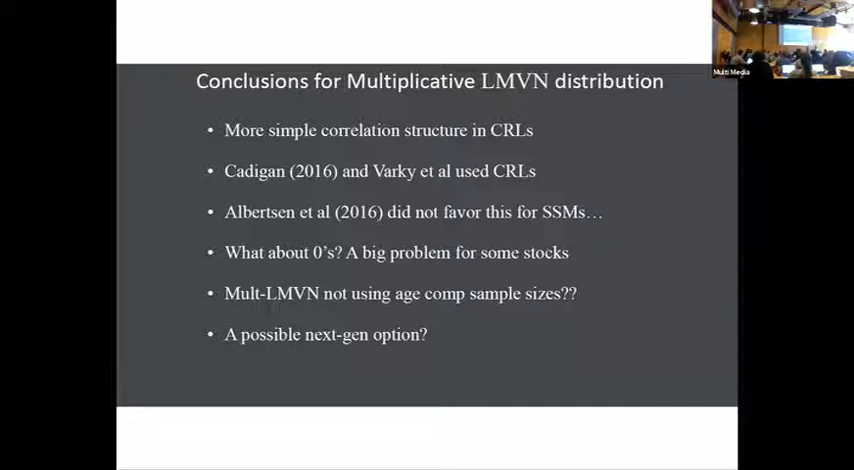 Multi Media
Conclusions for Multiplicative LMVN distribution
• More simple correlation structure in CRLs
• Cadigan (2016) and Varky et al used CRLs
• Albertsen et al (2016) did not favor this for SSMs…
• What about 0's? A big problem for some stocks
• Mult-LMVN not using age comp sample sizes??
• A possible next-gen option?